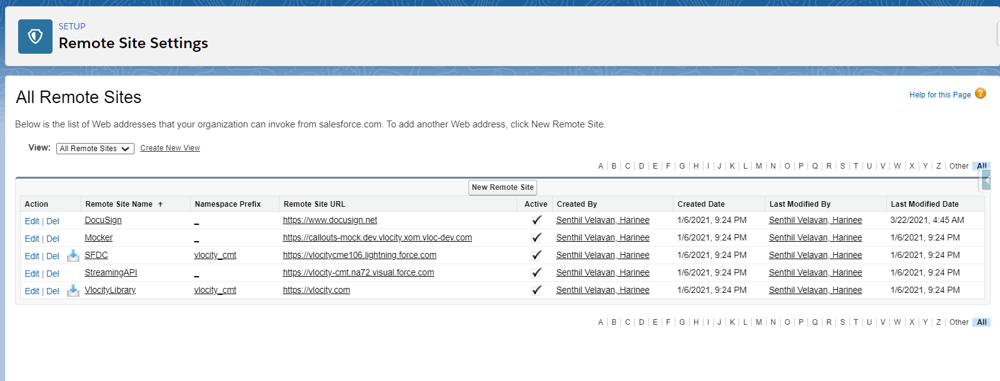 SETUP
Remote Site Settings
All Remote Sites
Help for this Page ?
Below is the list of Web addresses that your organization can invoke from salesforce.com. To add another Web address, click New Remote Site.
View: All Remote Sites Create New View
A | B | C | D | E | F | G | H | I | J | K | L | M | N | O | P | Q | R | S | T | U | V | W | X | Y | Z | Other | All
New Remote Site
Action Remote Site Name ↑ Namespace Prefix Remote Site URL Active Created By Created Date Last Modified By Last Modified Date
Edit | Del DocuSign _ https://www.docusign.net ✓ Senthil Velavan, Harinee 1/6/2021, 9:24 PM Senthil Velavan, Harinee 3/22/2021, 4:45 AM
Edit | Del Mocker _ https://callouts-mock.dev.vlocity.xom.vloc-dev.com ✓ Senthil Velavan, Harinee 1/6/2021, 9:24 PM Senthil Velavan, Harinee 1/6/2021, 9:24 PM
Edit | Del SFDC vlocity_cmt https://vlocitycme106.lightning.force.com ✓ Senthil Velavan, Harinee 1/6/2021, 9:24 PM Senthil Velavan, Harinee 1/6/2021, 9:24 PM
Edit | Del StreamingAPI _ https://vlocity-cmt.na72.visual.force.com ✓ Senthil Velavan, Harinee 1/6/2021, 9:24 PM Senthil Velavan, Harinee 1/6/2021, 9:24 PM
Edit | Del VlocityLibrary vlocity_cmt https://vlocity.com ✓ Senthil Velavan, Harinee 1/6/2021, 9:24 PM Senthil Velavan, Harinee 1/6/2021, 9:24 PM
A | B | C | D | E | F | G | H | I | J | K | L | M | N | O | P | Q | R | S | T | U | V | W | X | Y | Z | Other | All